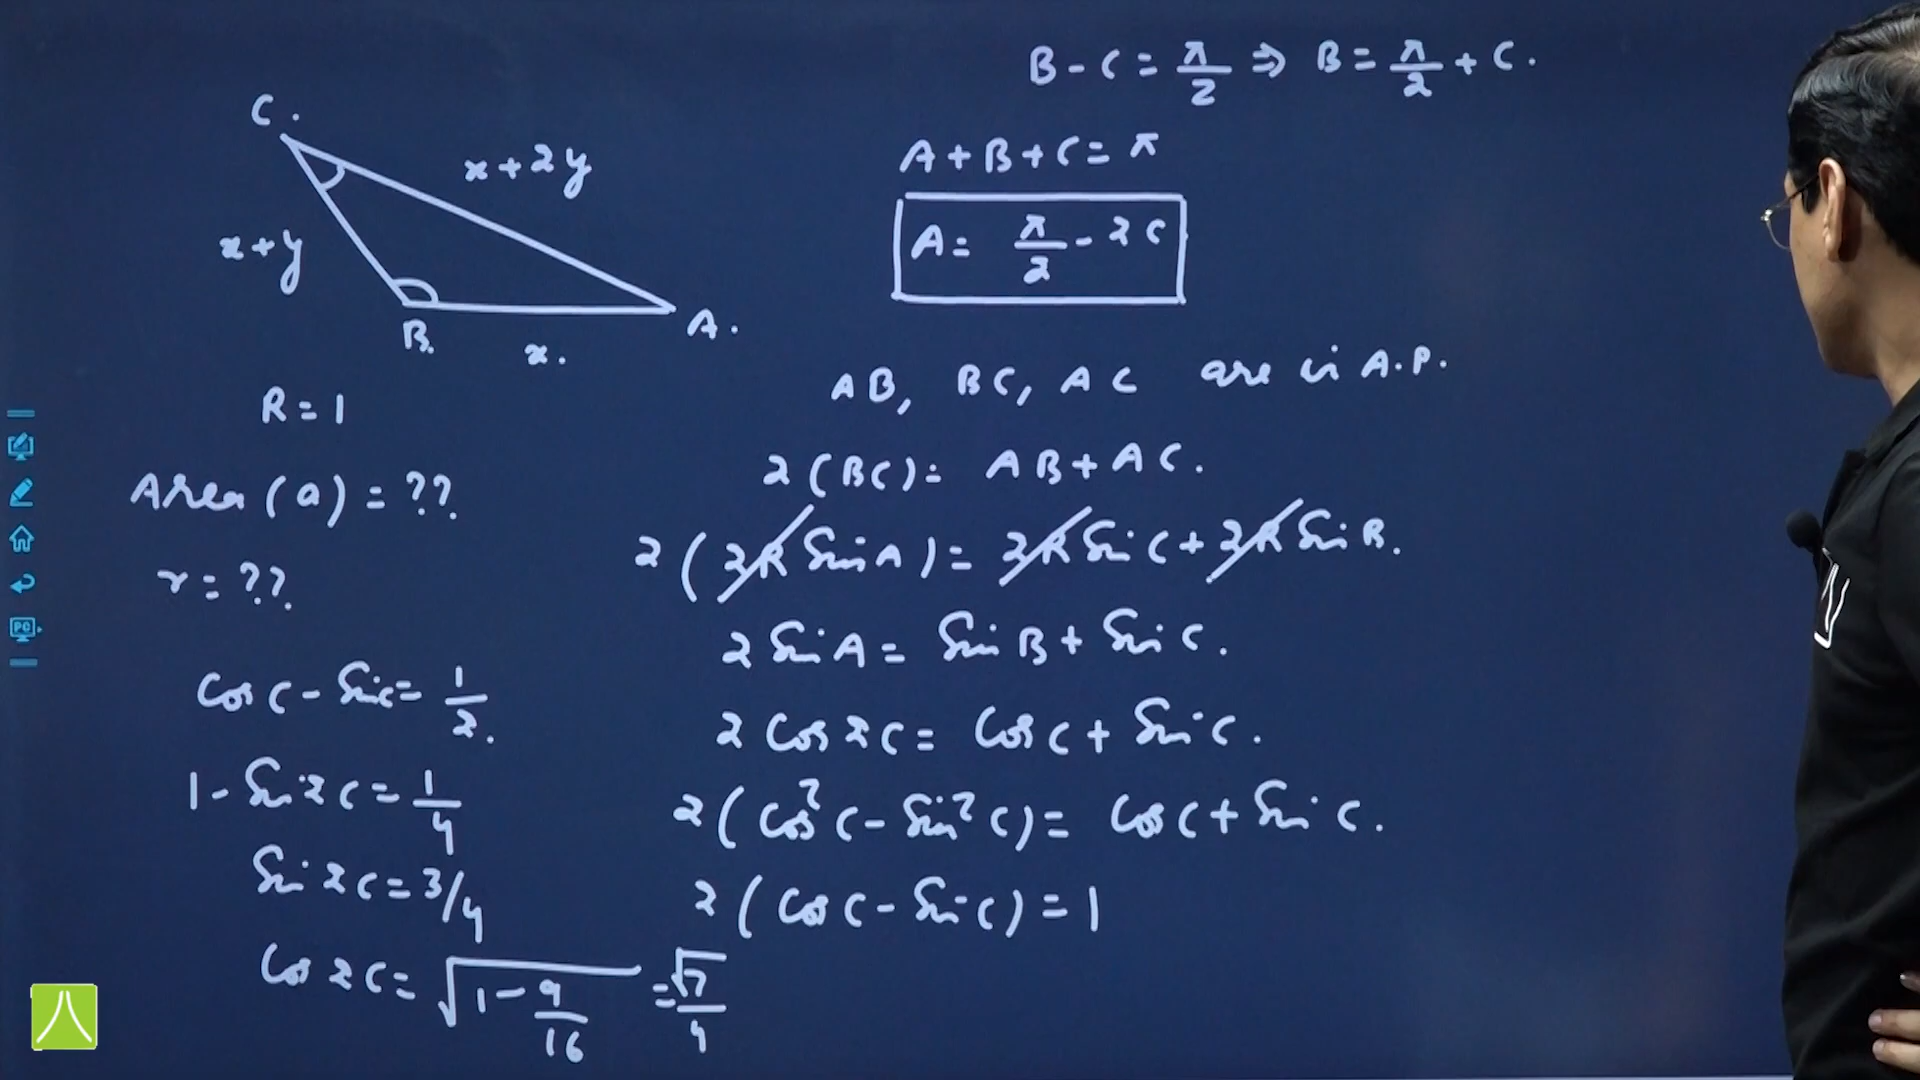 B - C = π/2 ⇒ B = π/2 + C.
C.
x+2y
x+y
B.
x.
A.
A+B+C = π
A = π/2 - 2C
R = 1
Area (a) = ??
r = ??
AB, BC, AC are in A.P.
2(BC) = AB + AC.
2(2R Sin A) = 2R Sin C + 2R Sin B.
2 Sin A = Sin B + Sin C.
2 Cos 2C = Cos C + Sin C.
2(Cos² C - Sin² C) = Cos C + Sin C.
2(Cos C - Sin C) = 1
Cos C - Sin C = 1/2.
1 - Sin 2C = 1/4
Sin 2C = 3/4
Cos 2C = √(1 - 9/16) = √7/4
PC